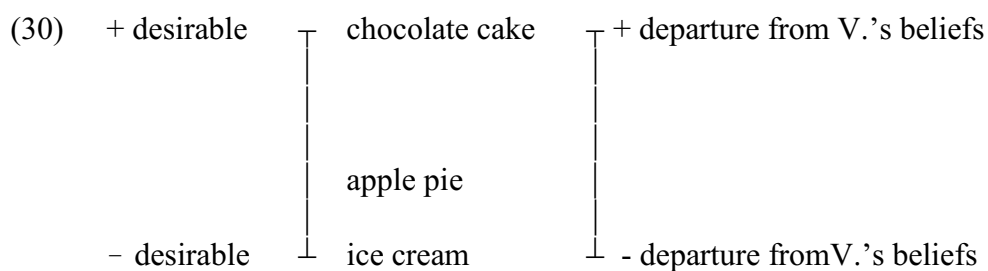 (30) + desirable chocolate cake + departure from V.’s beliefs
apple pie
− desirable ice cream - departure fromV.’s beliefs